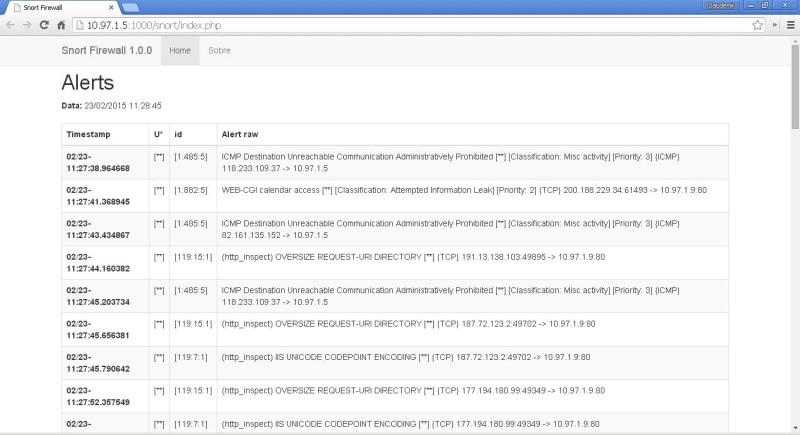 Snort Firewall
Gaudemir
10.97.1.5:1000/snort/index.php
Snort Firewall 1.0.0 Home Sobre
Alerts
Data: 23/02/2015 11:28:45
Timestamp U* id Alert raw
02/23-
11:27:38.964668
[**] [1:485:5] ICMP Destination Unreachable Communication Administratively Prohibited [**] [Classification: Misc activity] [Priority: 3] {ICMP}
118.233.109.37 -> 10.97.1.5
02/23-
11:27:41.368945
[**] [1:882:5] WEB-CGI calendar access [**] [Classification: Attempted Information Leak] [Priority: 2] {TCP} 200.188.229.34:61493 -> 10.97.1.9:80
02/23-
11:27:43.434867
[**] [1:485:5] ICMP Destination Unreachable Communication Administratively Prohibited [**] [Classification: Misc activity] [Priority: 3] {ICMP}
82.161.135.152 -> 10.97.1.5
02/23-
11:27:44.160382
[**] [119:15:1] (http_inspect) OVERSIZE REQUEST-URI DIRECTORY [**] {TCP} 191.13.138.103:49895 -> 10.97.1.9:80
02/23-
11:27:45.203734
[**] [1:485:5] ICMP Destination Unreachable Communication Administratively Prohibited [**] [Classification: Misc activity] [Priority: 3] {ICMP}
118.233.109.37 -> 10.97.1.5
02/23-
11:27:45.656381
[**] [119:15:1] (http_inspect) OVERSIZE REQUEST-URI DIRECTORY [**] {TCP} 187.72.123.2:49702 -> 10.97.1.9:80
02/23-
11:27:45.790642
[**] [119:7:1] (http_inspect) IIS UNICODE CODEPOINT ENCODING [**] {TCP} 187.72.123.2:49702 -> 10.97.1.9:80
02/23-
11:27:52.357549
[**] [119:15:1] (http_inspect) OVERSIZE REQUEST-URI DIRECTORY [**] {TCP} 177.194.180.99:49349 -> 10.97.1.9:80
02/23-
[**] [119:7:1] (http_inspect) IIS UNICODE CODEPOINT ENCODING [**] {TCP} 177.194.180.99:49349 -> 10.97.1.9:80